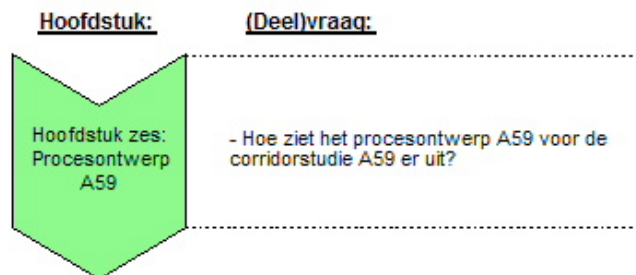 Hoofdstuk: (Deel)vraag:
Hoofdstuk zes:
Procesontwerp
A59
- Hoe ziet het procesontwerp A59 voor de
corridorstudie A59 er uit?